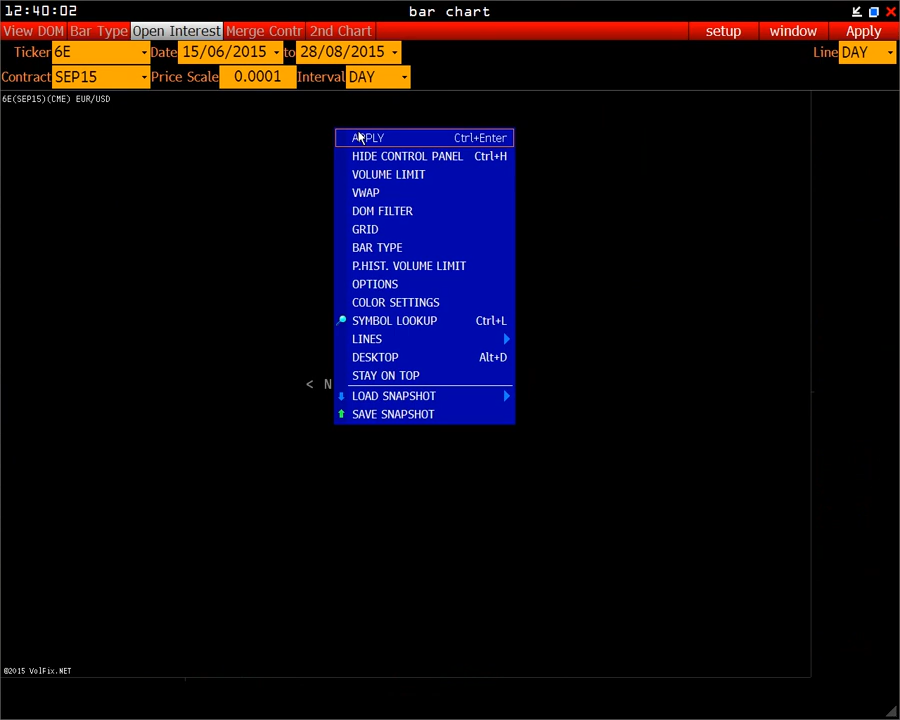 12:40:02 bar chart
View DOM Bar Type Open Interest Merge Contr 2nd Chart setup window Apply
Ticker 6E Date 15/06/2015 to 28/08/2015 Line DAY
Contract SEP15 Price Scale 0.0001 Interval DAY
6E(SEP15)(CME) EUR/USD
APPLY Ctrl+Enter
HIDE CONTROL PANEL Ctrl+H
VOLUME LIMIT
VWAP
DOM FILTER
GRID
BAR TYPE
P.HIST. VOLUME LIMIT
OPTIONS
COLOR SETTINGS
SYMBOL LOOKUP Ctrl+L
LINES
DESKTOP Alt+D
STAY ON TOP
< N
LOAD SNAPSHOT
SAVE SNAPSHOT
©2015 VolFix.NET